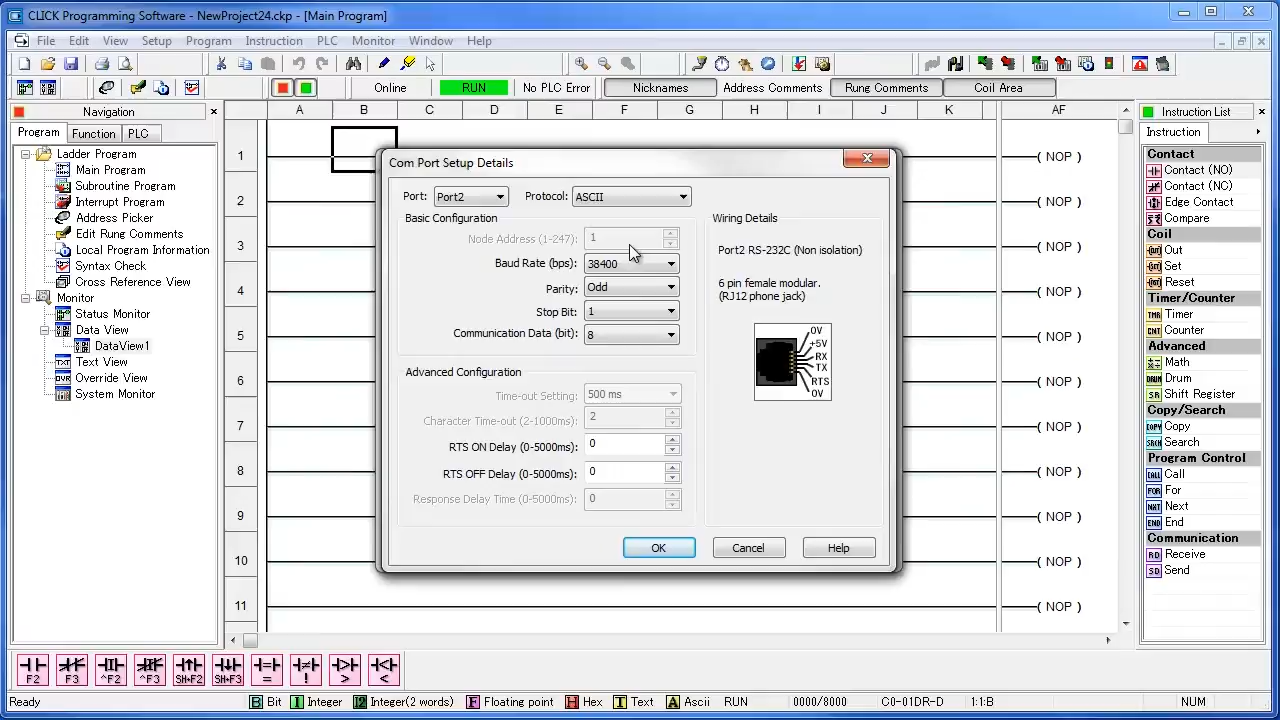 CLICK Programming Software - NewProject24.ckp - [Main Program]
File Edit View Setup Program Instruction PLC Monitor Window Help
Online RUN No PLC Error Nicknames Address Comments Rung Comments Coil Area
Navigation
Program Function PLC
Ladder Program
Main Program
Subroutine Program
Interrupt Program
Address Picker
Edit Rung Comments
Local Program Information
Syntax Check
Cross Reference View
Monitor
Status Monitor
Data View
DataView1
Text View
Override View
System Monitor
A B C D E F G H I J K AF
1 ( NOP )
2 ( NOP )
3 ( NOP )
4 ( NOP )
5 ( NOP )
6 ( NOP )
7 ( NOP )
8 ( NOP )
9 ( NOP )
10 ( NOP )
11 ( NOP )
Com Port Setup Details
Port: Port2 Protocol: ASCII
Basic Configuration
Node Address (1-247): 1
Baud Rate (bps): 38400
Parity: Odd
Stop Bit: 1
Communication Data (bit): 8
Advanced Configuration
Time-out Setting: 500 ms
Character Time-out (2-1000ms): 2
RTS ON Delay (0-5000ms): 0
RTS OFF Delay (0-5000ms): 0
Response Delay Time (0-5000ms): 0
Wiring Details
Port2 RS-232C (Non isolation)
6 pin female modular.
(RJ12 phone jack)
0V
+5V
RX
TX
RTS
0V
OK Cancel Help
Instruction List
Instruction
Contact
Contact (NO)
Contact (NC)
Edge Contact
Compare
Coil
Out
Set
Reset
Timer/Counter
TMR Timer
CNT Counter
Advanced
Math
DRUM Drum
SR Shift Register
Copy/Search
COPY Copy
Search
Program Control
CALL Call
FOR For
NXT Next
END End
Communication
RD Receive
SD Send
F2 F3 ^F2 ^F3 SH+F2 SH+F3 = ! > <
Ready B Bit I Integer I2 Integer(2 words) F Floating point H Hex T Text A Ascii RUN 0000/8000 C0-01DR-D 1:1:B NUM